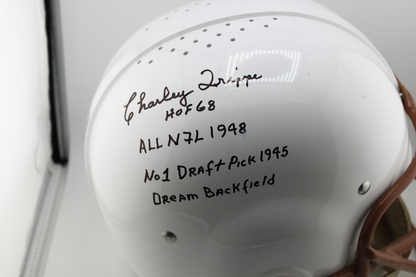 Charley Trippi
HOF 68
ALL NFL 1948
No1 Draft Pick 1945
Dream Backfield